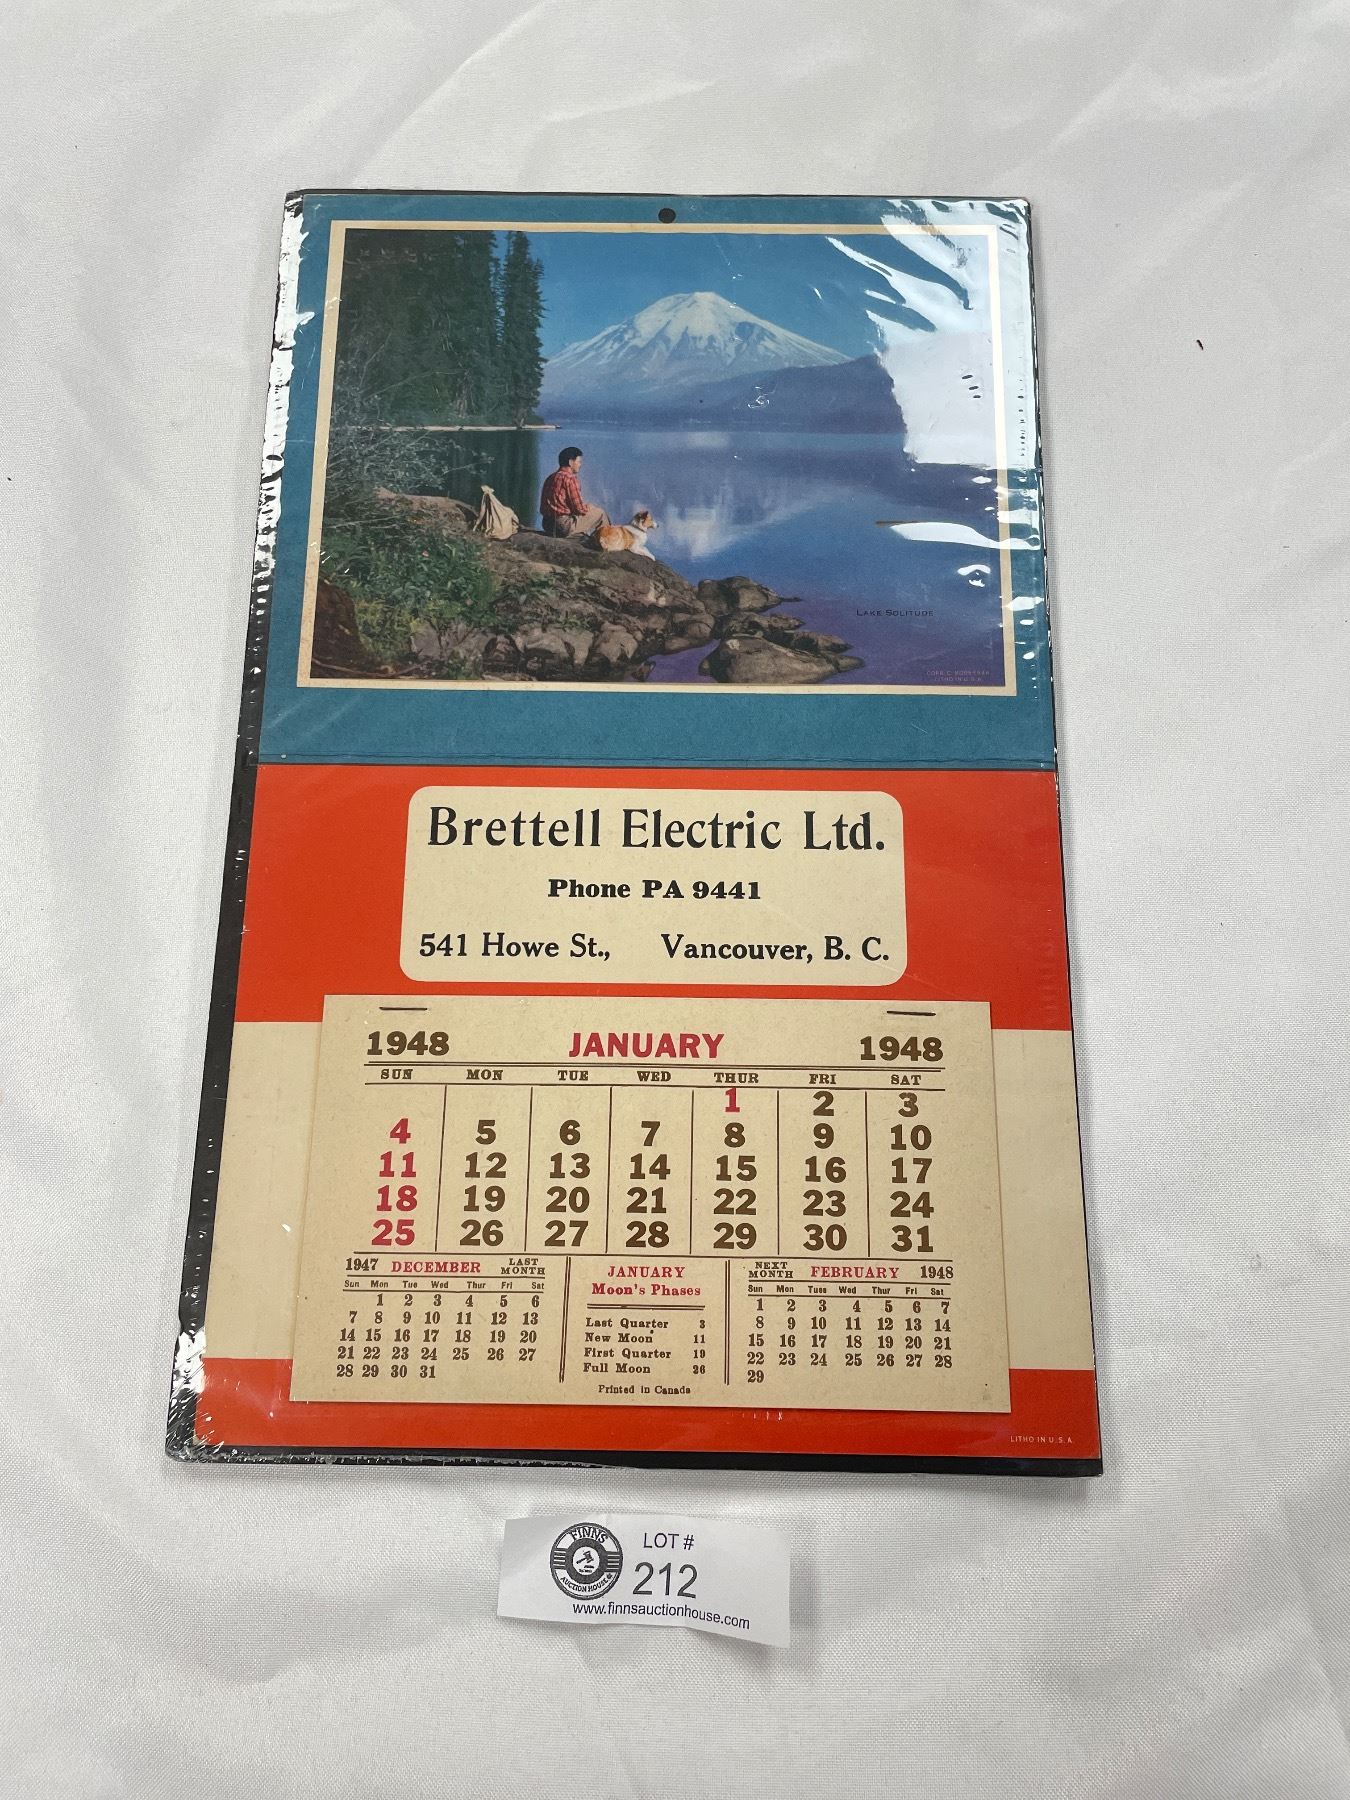 LAKE SOLITUDE
LITHO IN U.S.A.
Brettell Electric Ltd.
Phone PA 9441
541 Howe St., Vancouver, B. C.
1948 JANUARY 1948
SUN MON TUE WED THUR FRI SAT
1 2 3
4 5 6 7 8 9 10
11 12 13 14 15 16 17
18 19 20 21 22 23 24
25 26 27 28 29 30 31
1947 DECEMBER LAST MONTH
Sun Mon Tue Wed Thur Fri Sat
1 2 3 4 5 6
7 8 9 10 11 12 13
14 15 16 17 18 19 20
21 22 23 24 25 26 27
28 29 30 31
JANUARY
Moon's Phases
Last Quarter 3
New Moon 11
First Quarter 19
Full Moon 26
Printed in Canada
NEXT MONTH FEBRUARY 1948
Sun Mon Tues Wed Thur Fri Sat
1 2 3 4 5 6 7
8 9 10 11 12 13 14
15 16 17 18 19 20 21
22 23 24 25 26 27 28
29
LITHO IN U.S.A.
FINNS
AUCTION HOUSE
LOT #
212
www.finnsauctionhouse.com